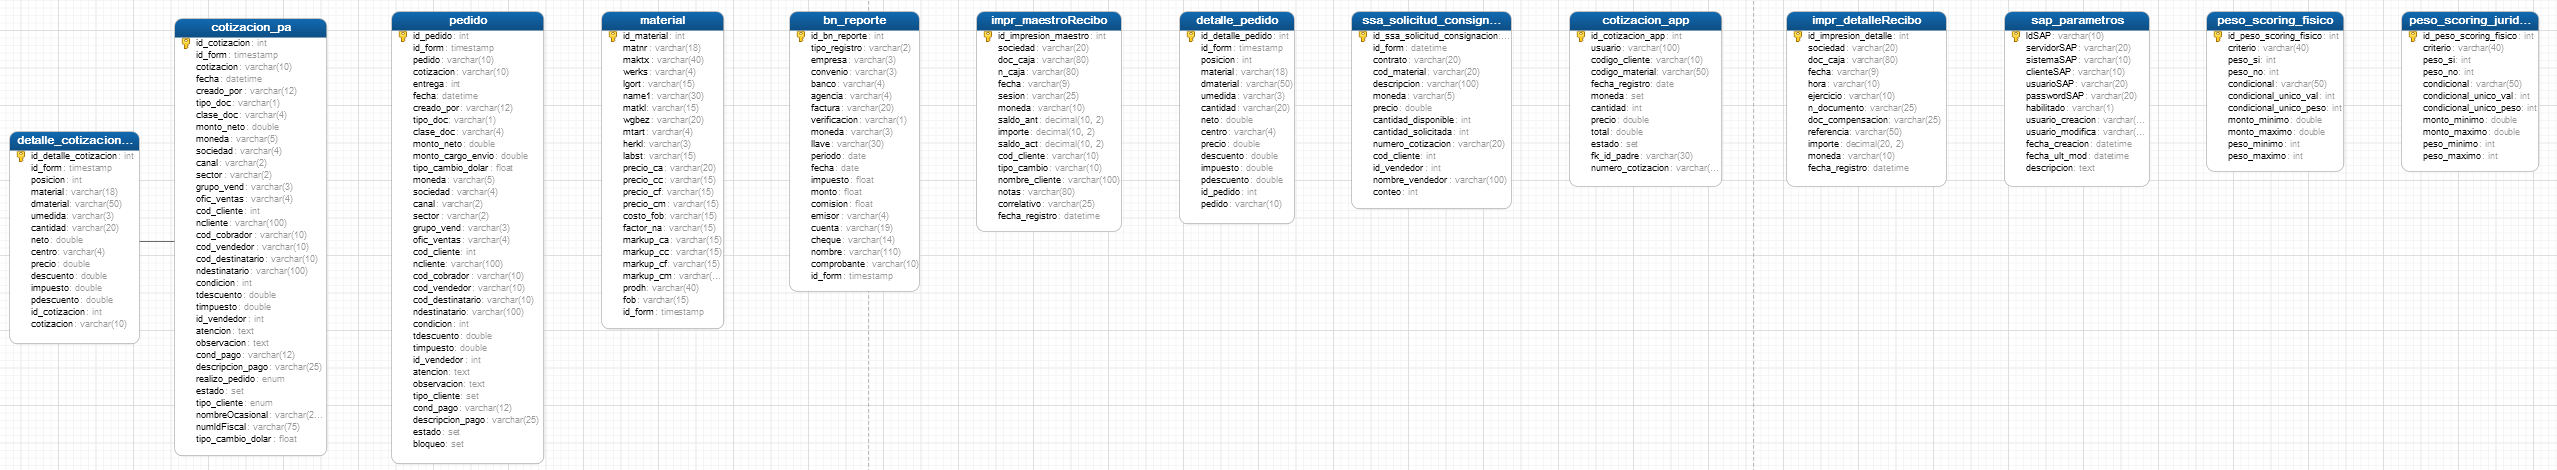 detalle_cotizacion...
id_detalle_cotizacion: int
id_form: timestamp
posicion: int
material: varchar(18)
dmaterial: varchar(50)
umedida: varchar(3)
cantidad: varchar(20)
neto: double
centro: varchar(4)
precio: double
descuento: double
impuesto: double
pdescuento: double
id_cotizacion: int
cotizacion: varchar(10)
cotizacion_pa
id_cotizacion: int
id_form: timestamp
cotizacion: varchar(10)
fecha: datetime
creado_por: varchar(12)
tipo_doc: varchar(1)
clase_doc: varchar(4)
monto_neto: double
moneda: varchar(5)
sociedad: varchar(4)
canal: varchar(2)
sector: varchar(2)
grupo_vend: varchar(3)
ofic_ventas: varchar(4)
cod_cliente: int
ncliente: varchar(100)
cod_cobrador: varchar(10)
cod_vendedor: varchar(10)
cod_destinatario: varchar(10)
ndestinatario: varchar(100)
condicion: int
tdescuento: double
timpuesto: double
id_vendedor: int
atencion: text
observacion: text
cond_pago: varchar(12)
descripcion_pago: varchar(25)
realizo_pedido: enum
estado: set
tipo_cliente: enum
nombreOcasional: varchar(2...
numIdFiscal: varchar(75)
tipo_cambio_dolar: float
pedido
id_pedido: int
id_form: timestamp
pedido: varchar(10)
cotizacion: varchar(10)
entrega: int
fecha: datetime
creado_por: varchar(12)
tipo_doc: varchar(1)
clase_doc: varchar(4)
monto_neto: double
monto_cargo_envio: double
tipo_cambio_dolar: float
moneda: varchar(5)
sociedad: varchar(4)
canal: varchar(2)
sector: varchar(2)
grupo_vend: varchar(3)
ofic_ventas: varchar(4)
cod_cliente: int
ncliente: varchar(100)
cod_cobrador: varchar(10)
cod_vendedor: varchar(10)
cod_destinatario: varchar(10)
ndestinatario: varchar(100)
condicion: int
tdescuento: double
timpuesto: double
id_vendedor: int
atencion: text
observacion: text
tipo_cliente: set
cond_pago: varchar(12)
descripcion_pago: varchar(25)
estado: set
bloqueo: set
material
id_material: int
matnr: varchar(18)
maktx: varchar(40)
werks: varchar(4)
lgort: varchar(15)
name1: varchar(30)
matkl: varchar(15)
wgbez: varchar(20)
mtart: varchar(4)
herkl: varchar(3)
labst: varchar(15)
precio_ca: varchar(20)
precio_cc: varchar(15)
precio_cf: varchar(15)
precio_cm: varchar(15)
costo_fob: varchar(15)
factor_na: varchar(15)
markup_ca: varchar(15)
markup_cc: varchar(15)
markup_cf: varchar(15)
markup_cm: varchar(...
prodh: varchar(40)
fob: varchar(15)
id_form: timestamp
bn_reporte
id_bn_reporte: int
tipo_registro: varchar(2)
empresa: varchar(3)
convenio: varchar(3)
banco: varchar(4)
agencia: varchar(4)
factura: varchar(20)
verificacion: varchar(1)
moneda: varchar(3)
llave: varchar(30)
periodo: date
fecha: date
impuesto: float
monto: float
comision: float
emisor: varchar(4)
cuenta: varchar(19)
cheque: varchar(14)
nombre: varchar(110)
comprobante: varchar(10)
id_form: timestamp
impr_maestroRecibo
id_impresion_maestro: int
sociedad: varchar(20)
doc_caja: varchar(80)
n_caja: varchar(80)
fecha: varchar(9)
sesion: varchar(25)
moneda: varchar(10)
saldo_ant: decimal(10, 2)
importe: decimal(10, 2)
saldo_act: decimal(10, 2)
cod_cliente: varchar(10)
tipo_cambio: varchar(10)
nombre_cliente: varchar(100)
notas: varchar(80)
correlativo: varchar(25)
fecha_registro: datetime
detalle_pedido
id_detalle_pedido: int
id_form: timestamp
posicion: int
material: varchar(18)
dmaterial: varchar(50)
umedida: varchar(3)
cantidad: varchar(20)
neto: double
centro: varchar(4)
precio: double
descuento: double
impuesto: double
pdescuento: double
id_pedido: int
pedido: varchar(10)
ssa_solicitud_consign...
id_ssa_solicitud_consignacion:...
id_form: datetime
contrato: varchar(20)
cod_material: varchar(20)
descripcion: varchar(100)
moneda: varchar(5)
precio: double
cantidad_disponible: int
cantidad_solicitada: int
numero_cotizacion: varchar(20)
cod_cliente: int
id_vendedor: int
nombre_vendedor: varchar(100)
conteo: int
cotizacion_app
id_cotizacion_app: int
usuario: varchar(100)
codigo_cliente: varchar(10)
codigo_material: varchar(50)
fecha_registro: date
moneda: set
cantidad: int
precio: double
total: double
estado: set
fk_id_padre: varchar(30)
numero_cotizacion: varchar(...
impr_detalleRecibo
id_impresion_detalle: int
sociedad: varchar(20)
doc_caja: varchar(80)
fecha: varchar(9)
hora: varchar(10)
ejercicio: varchar(10)
n_documento: varchar(25)
doc_compensacion: varchar(25)
referencia: varchar(50)
importe: decimal(20, 2)
moneda: varchar(10)
fecha_registro: datetime
sap_parametros
IdSAP: varchar(10)
servidorSAP: varchar(20)
sistemaSAP: varchar(10)
clienteSAP: varchar(10)
usuarioSAP: varchar(20)
passwordSAP: varchar(20)
habilitado: varchar(1)
usuario_creacion: varchar(...
usuario_modifica: varchar(...
fecha_creacion: datetime
fecha_ult_mod: datetime
descripcion: text
peso_scoring_fisico
id_peso_scoring_fisico: int
criterio: varchar(40)
peso_si: int
peso_no: int
condicional: varchar(50)
condicional_unico_val: int
condicional_unico_peso: int
monto_minimo: double
monto_maximo: double
peso_minimo: int
peso_maximo: int
peso_scoring_jurid...
id_peso_scoring_fisico: int
criterio: varchar(40)
peso_si: int
peso_no: int
condicional: varchar(50)
condicional_unico_val: int
condicional_unico_peso: int
monto_minimo: double
monto_maximo: double
peso_minimo: int
peso_maximo: int